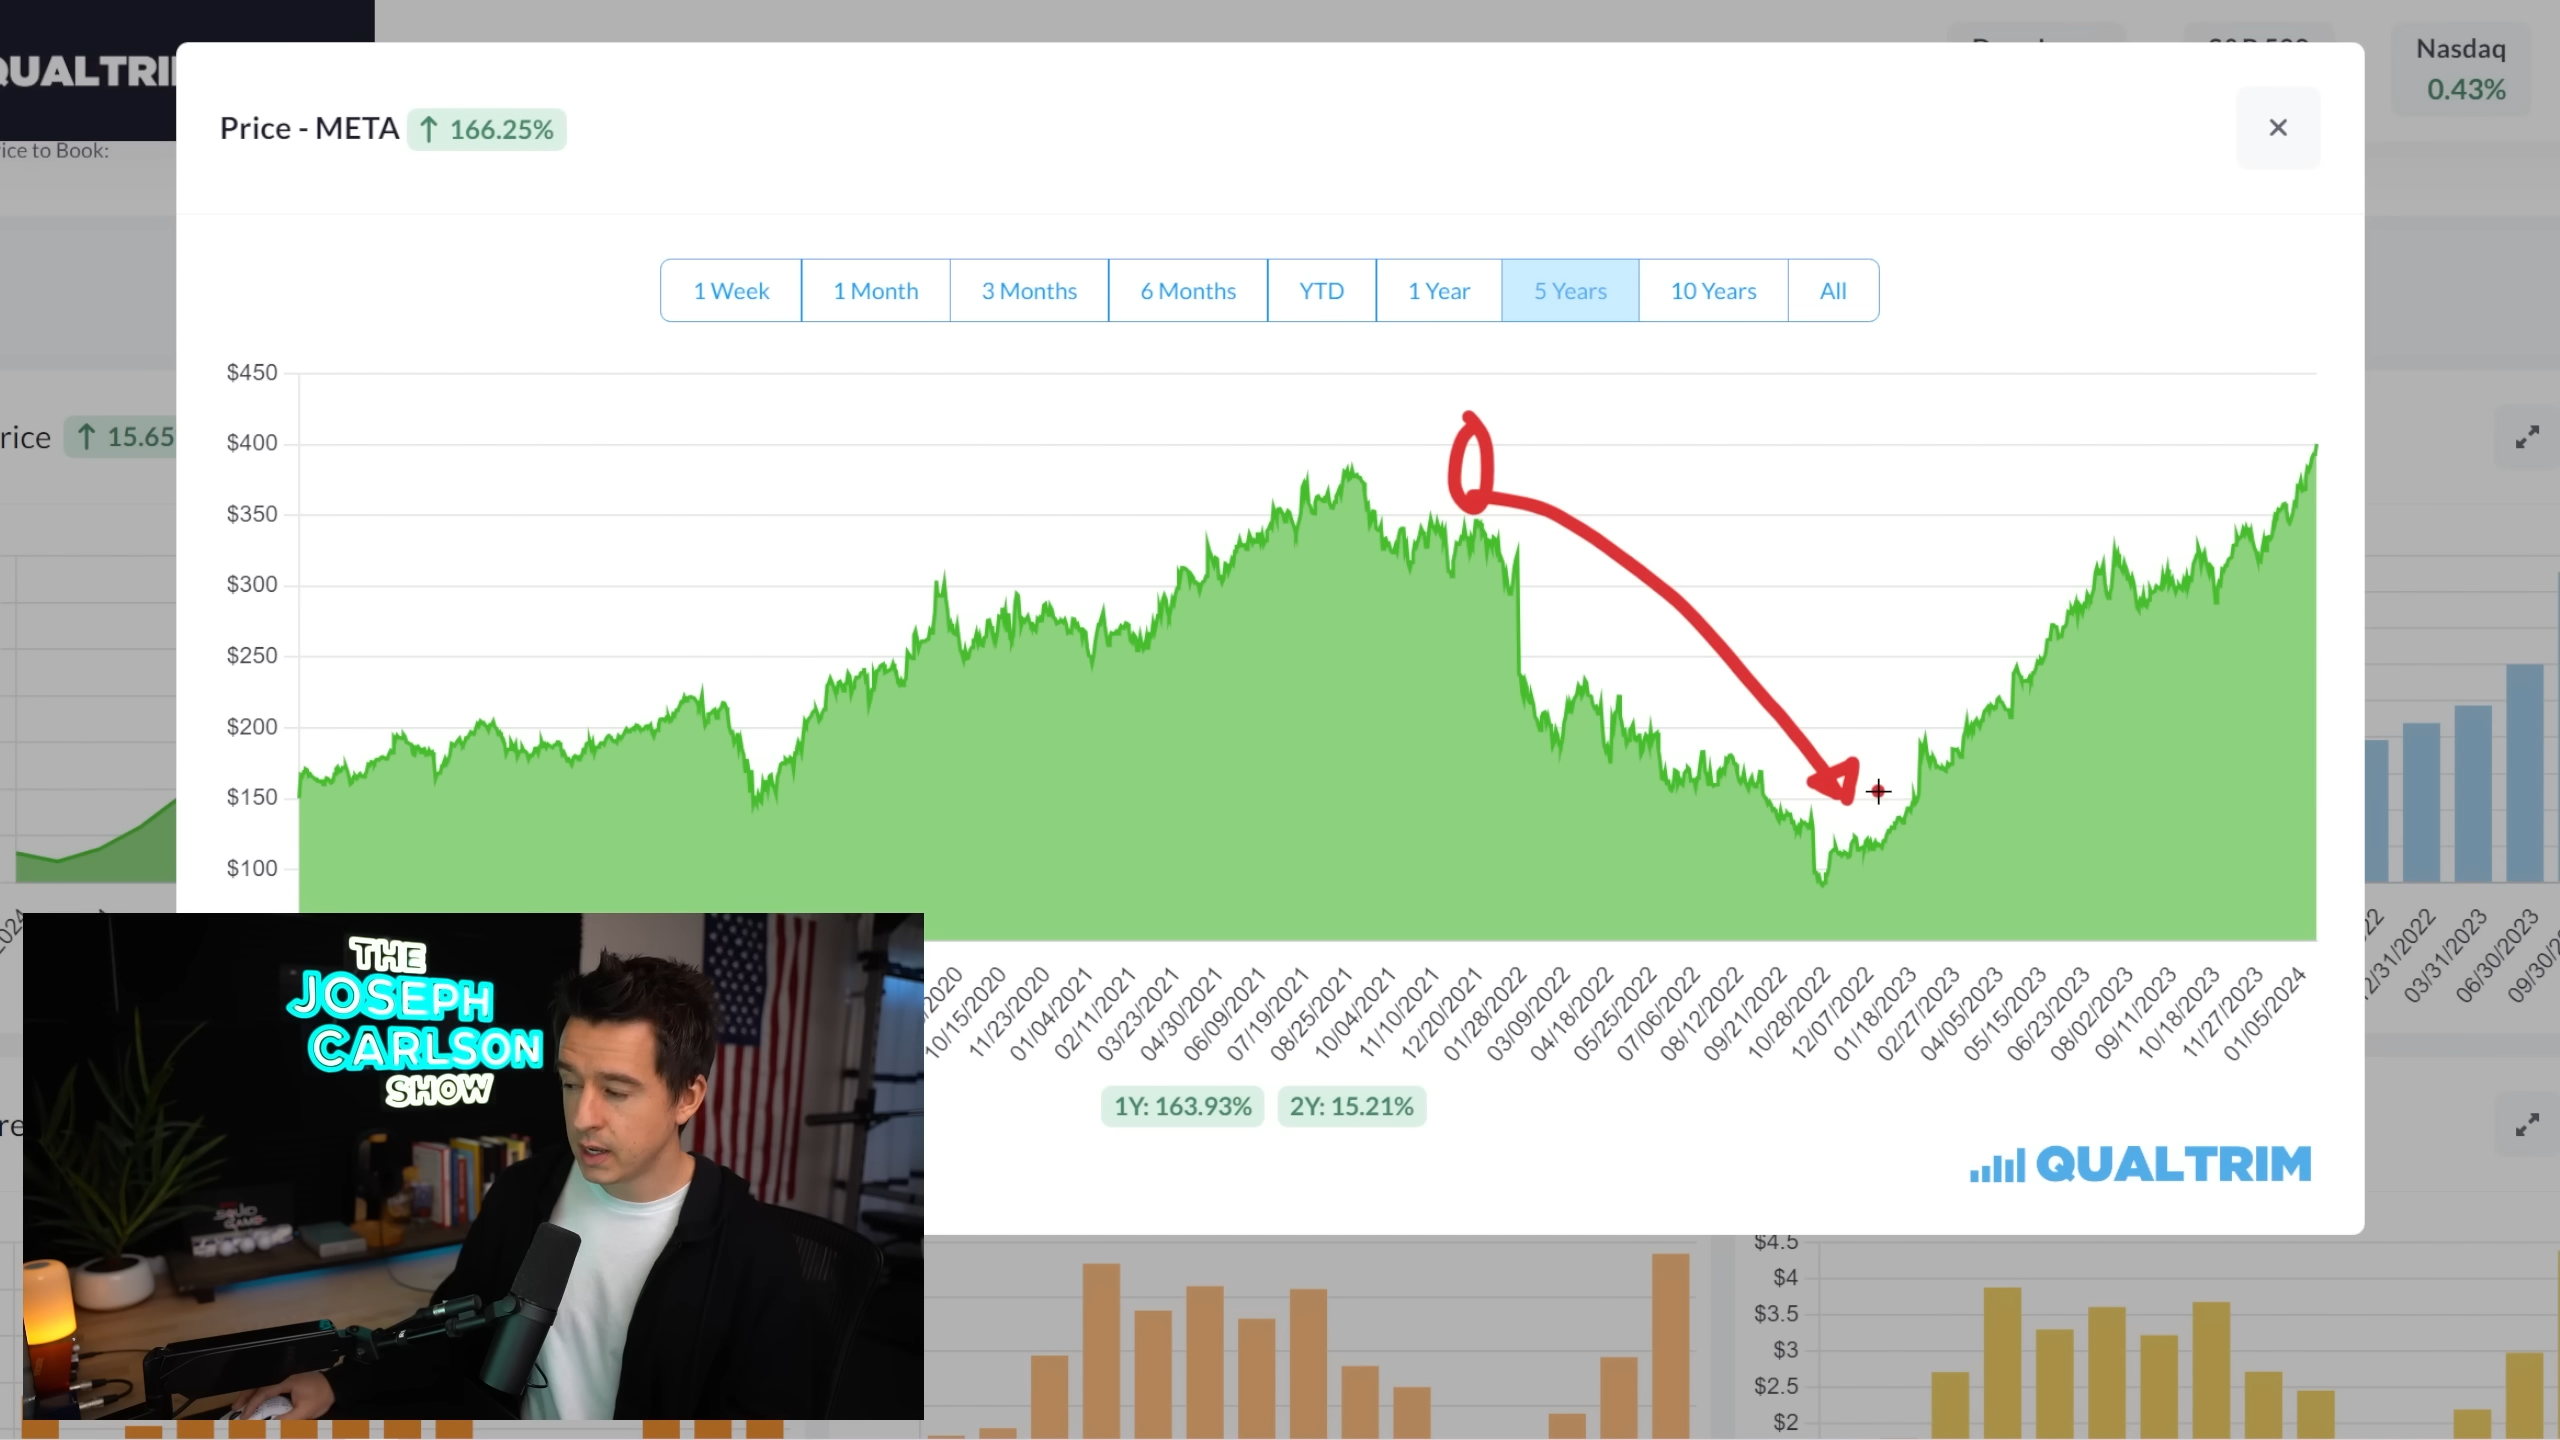 QUALTRI
Nasdaq
0.43%
ice to Book:
Price - META ↑ 166.25%
1 Week 1 Month 3 Months 6 Months YTD 1 Year 5 Years 10 Years All
rice ↑ 15.65
$450
$400
$350
$300
$250
$200
$150
$100
10/15/2020 11/23/2020 01/04/2021 02/11/2021 03/23/2021 04/30/2021 06/09/2021 07/19/2021 08/25/2021 10/04/2021 11/10/2021 12/20/2021 01/28/2022 03/09/2022 04/18/2022 05/25/2022 07/06/2022 08/12/2022 09/21/2022 10/28/2022 12/07/2022 01/18/2023 02/27/2023 04/05/2023 05/15/2023 06/23/2023 08/02/2023 09/11/2023 10/18/2023 11/27/2023 01/05/2024
2/31/2022 03/31/2023 06/30/2023
THE
JOSEPH
CARLSON
SHOW
1Y: 163.93% 2Y: 15.21%
QUALTRIM
$4.5
$4
$3.5
$3
$2.5
$2